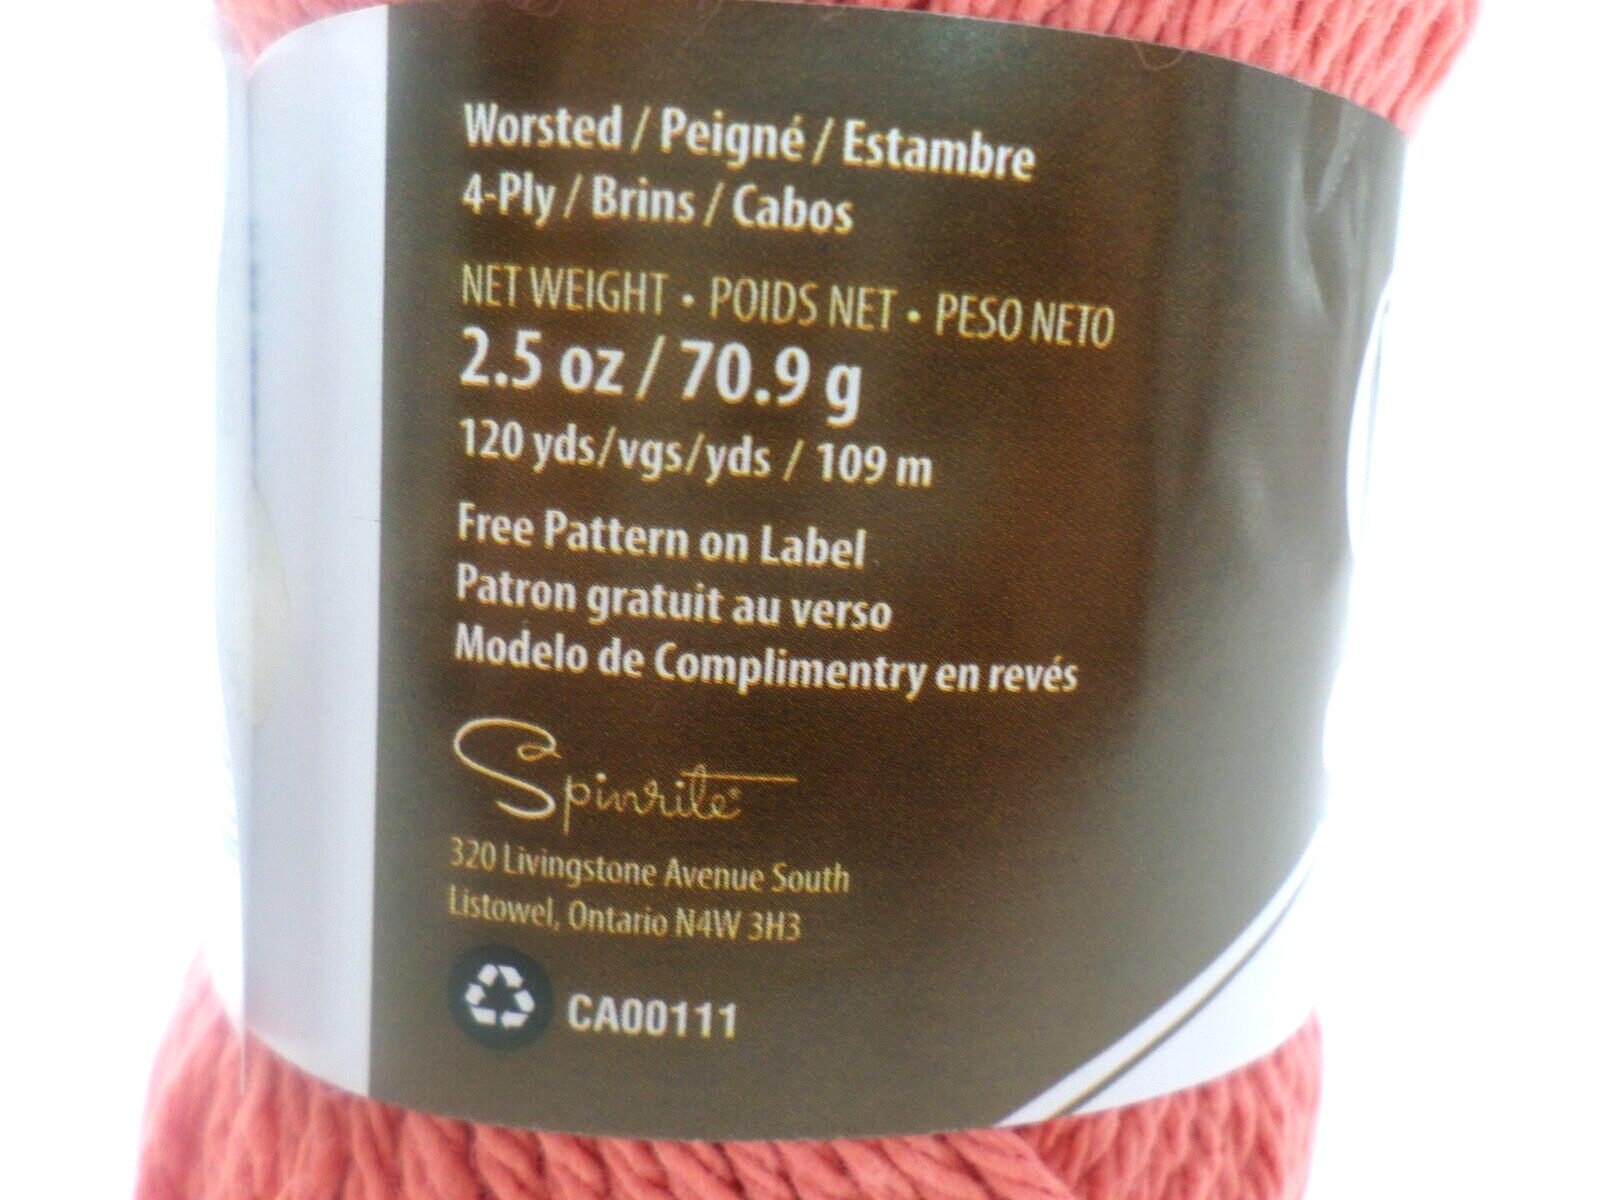 Worsted / Peigné / Estambre
4-Ply / Brins / Cabos
NET WEIGHT • POIDS NET • PESO NETO
2.5 oz / 70.9 g
120 yds/vgs/yds / 109 m
Free Pattern on Label
Patron gratuit au verso
Modelo de Complimentry en revés
Spinrite®
320 Livingstone Avenue South
Listowel, Ontario N4W 3H3
CA00111